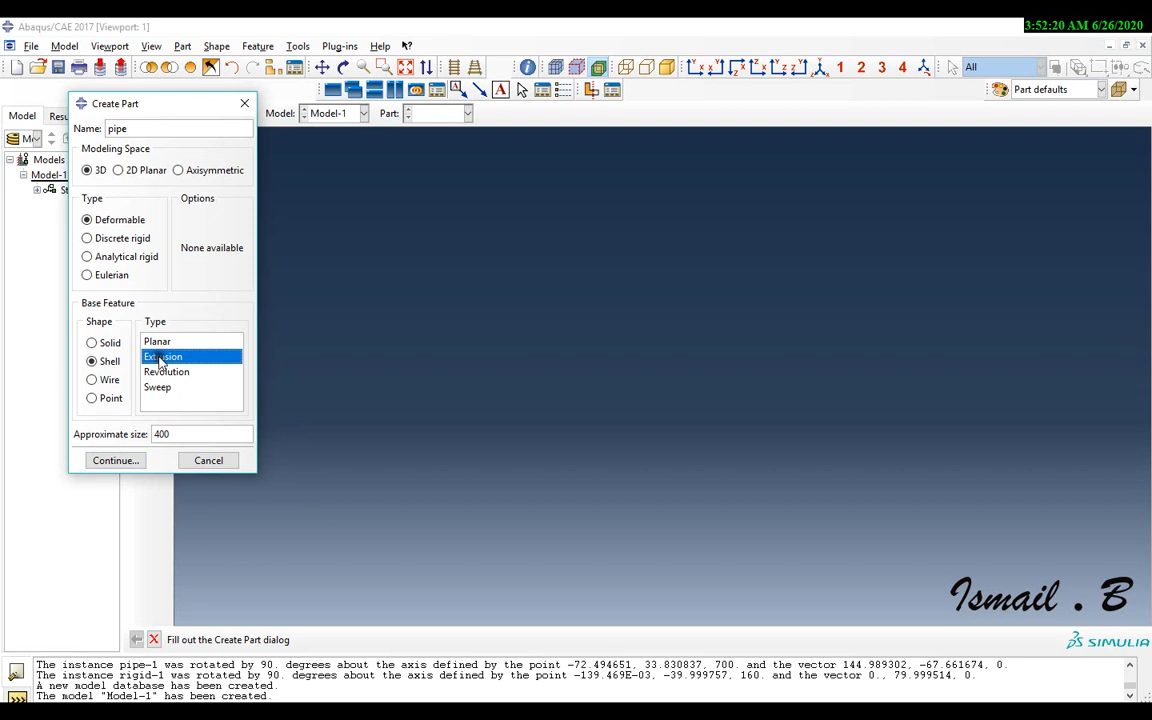 3:52:20 AM 6/26/2020
Abaqus/CAE 2017 [Viewport: 1]
File Model Viewport View Part Shape Feature Tools Plug-ins Help
All
1 2 3 4
A
Part defaults
Model Resu
Model: Model-1 Part:
Create Part
Name: pipe
Modeling Space
3D 2D Planar Axisymmetric
Type Options
Deformable
Discrete rigid
None available
Analytical rigid
Eulerian
Base Feature
Shape Type
Solid
Planar
Shell
Extrusion
Wire
Revolution
Point
Sweep
Approximate size: 400
Continue... Cancel
Models
Model-1
Ismail . B
Fill out the Create Part dialog
SIMULIA
The instance pipe-1 was rotated by 90. degrees about the axis defined by the point -72.494651, 33.830837, 700. and the vector 144.989302, -67.661674, 0.
The instance rigid-1 was rotated by 90. degrees about the axis defined by the point -139.469E-03, -39.999757, 160. and the vector 0., 79.999514, 0.
A new model database has been created.
The model "Model-1" has been created.